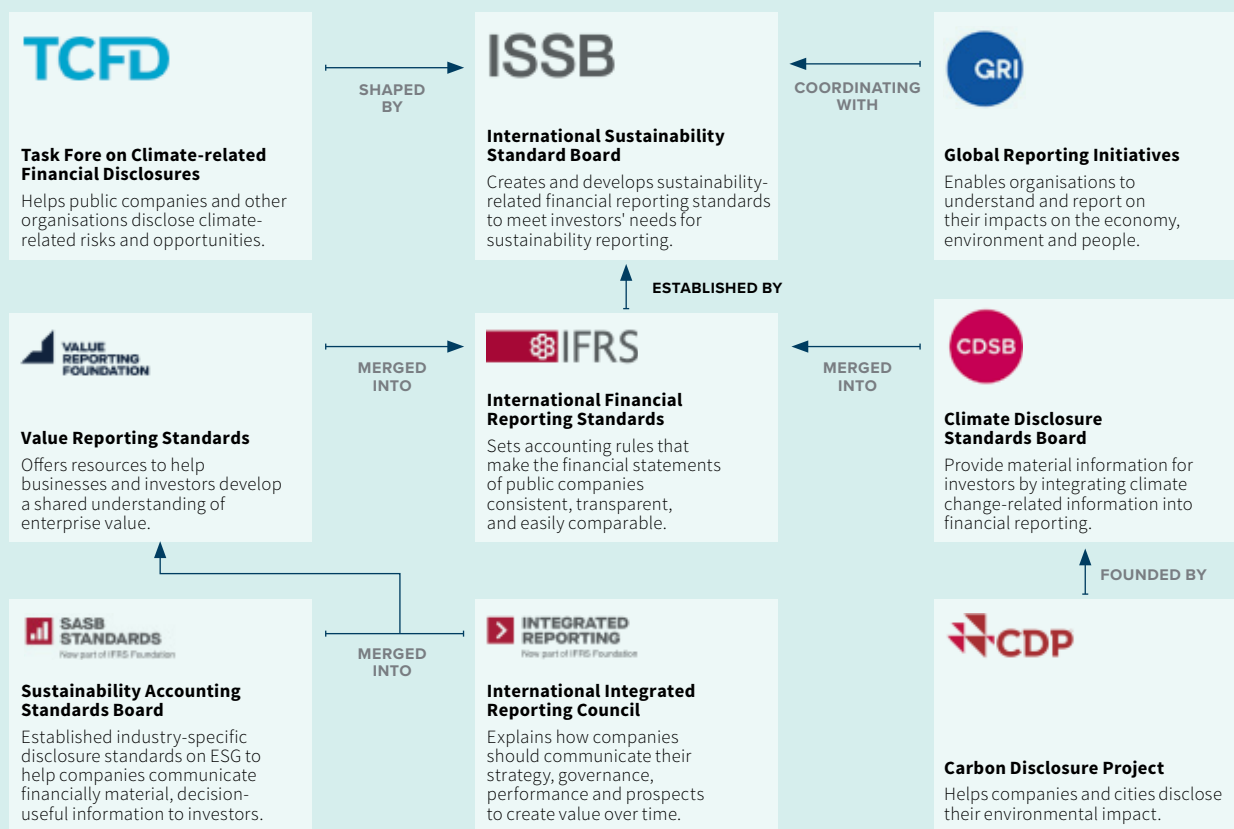 TCFD
Task Fore on Climate-related
Financial Disclosures
Helps public companies and other
organisations disclose climate-
related risks and opportunities.
SHAPED
BY
ISSB
International Sustainability
Standard Board
Creates and develops sustainability-
related financial reporting standards
to meet investors' needs for
sustainability reporting.
COORDINATING
WITH
GRI
Global Reporting Initiatives
Enables organisations to
understand and report on
their impacts on the economy,
environment and people.
ESTABLISHED BY
VALUE
REPORTING
FOUNDATION
Value Reporting Standards
Offers resources to help
businesses and investors develop
a shared understanding of
enterprise value.
MERGED
INTO
IFRS
International Financial
Reporting Standards
Sets accounting rules that
make the financial statements
of public companies
consistent, transparent,
and easily comparable.
MERGED
INTO
CDSB
Climate Disclosure
Standards Board
Provide material information for
investors by integrating climate
change-related information into
financial reporting.
FOUNDED BY
SASB
STANDARDS
Now part of IFRS Foundation
Sustainability Accounting
Standards Board
Established industry-specific
disclosure standards on ESG to
help companies communicate
financially material, decision-
useful information to investors.
MERGED
INTO
INTEGRATED
REPORTING
Now part of IFRS Foundation
International Integrated
Reporting Council
Explains how companies
should communicate their
strategy, governance,
performance and prospects
to create value over time.
CDP
Carbon Disclosure Project
Helps companies and cities disclose
their environmental impact.